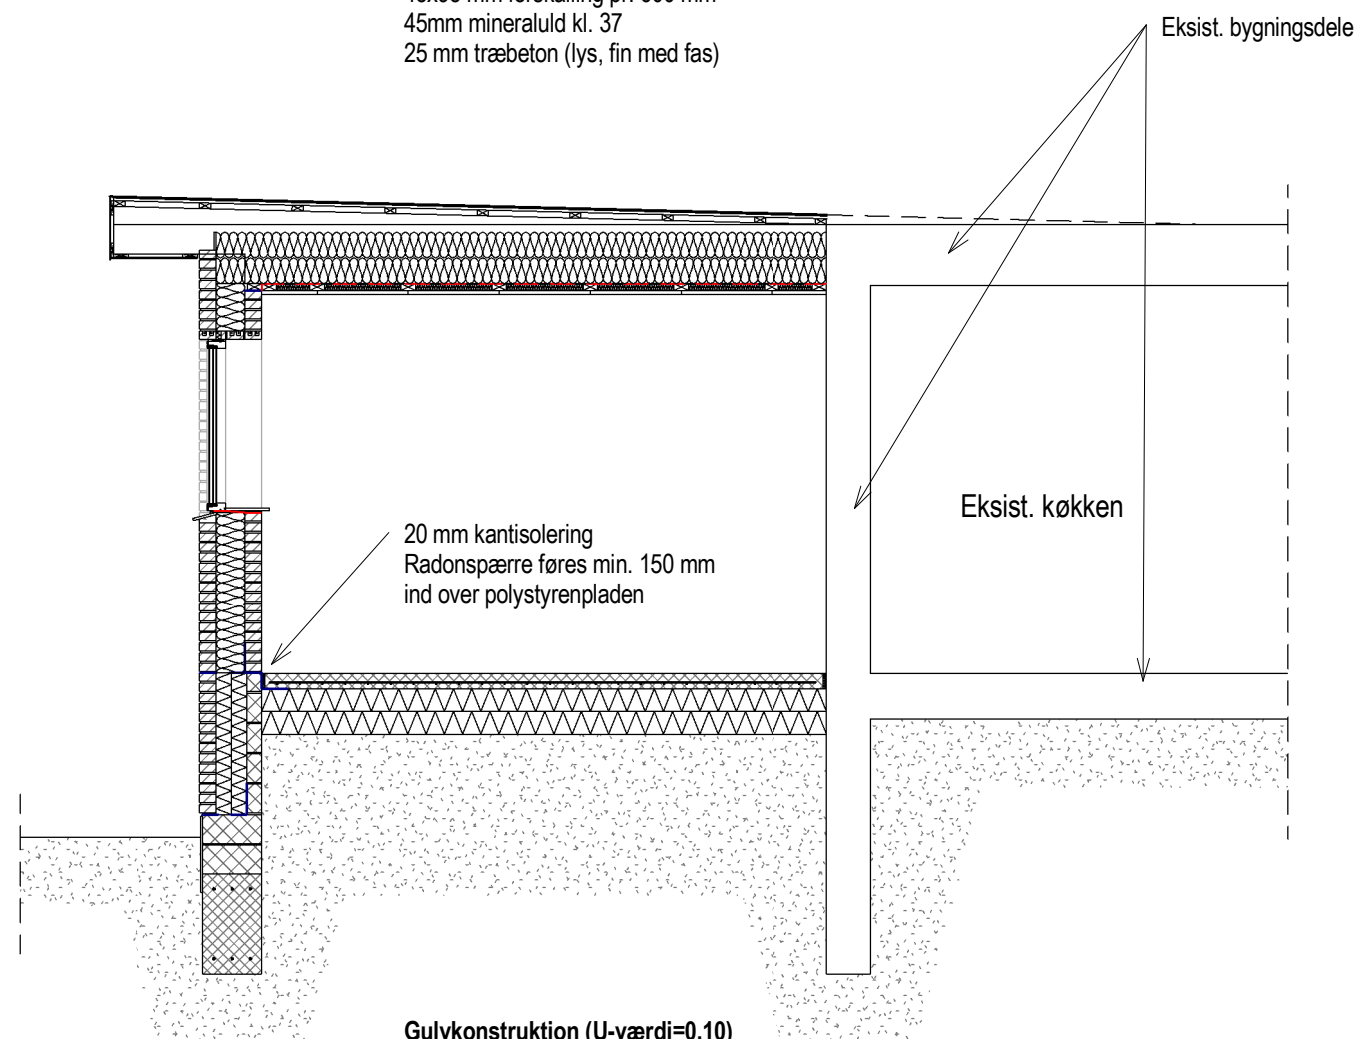 45mm mineraluld kl. 37
25 mm træbeton (lys, fin med fas)
Eksist. bygningsdele
Eksist. køkken
20 mm kantisolering
Radonspærre føres min. 150 mm
ind over polystyrenpladen
Gulvkonstruktion (U-værdi=0.10)